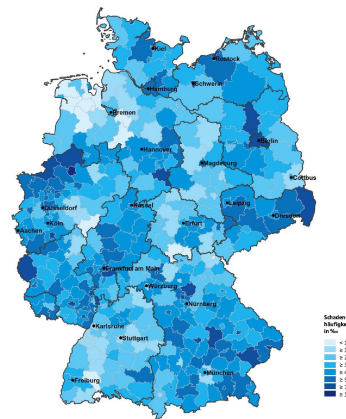 Kiel
Rostock
Hamburg
Schwerin
Bremen
Berlin
Hannover
Magdeburg
Cottbus
Düsseldorf
Kassel
Leipzig
Dresden
Köln
Aachen
Erfurt
Frankfurt am Main
Würzburg
Nürnberg
Karlsruhe
Stuttgart
München
Freiburg
Schaden
häufigke
in ‰